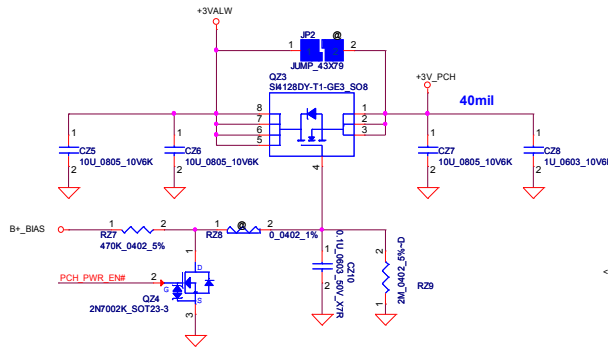 +3VALW
JP2 @
1 2
JUMP_43X79
QZ3
SI4128DY-T1-GE3_SO8
+3V_PCH
40mil
8 1
7 2
6 3
5
4
1 1 1 1
CZ5 CZ6 CZ7 CZ8
2 2 2 2
10U_0805_10V6K 10U_0805_10V6K 10U_0805_10V6K 1U_0603_10V6K
B+_BIAS 1 2 1 @ 2
RZ7 RZ8 0_0402_1%
470K_0402_5%
0.1U_0603_50V_X7R
CZ10
1
2
2
1
2M_0402_5%~D
RZ9
PCH_PWR_EN# 2
1
D
G
S
QZ4
2N7002K_SOT23-3
3